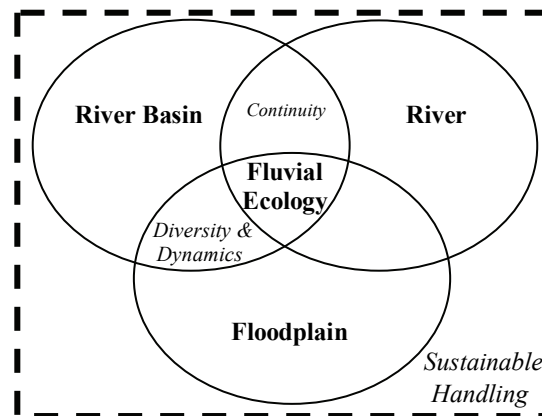 River Basin
Continuity
River
Fluvial
Ecology
Diversity &
Dynamics
Floodplain
Sustainable
Handling